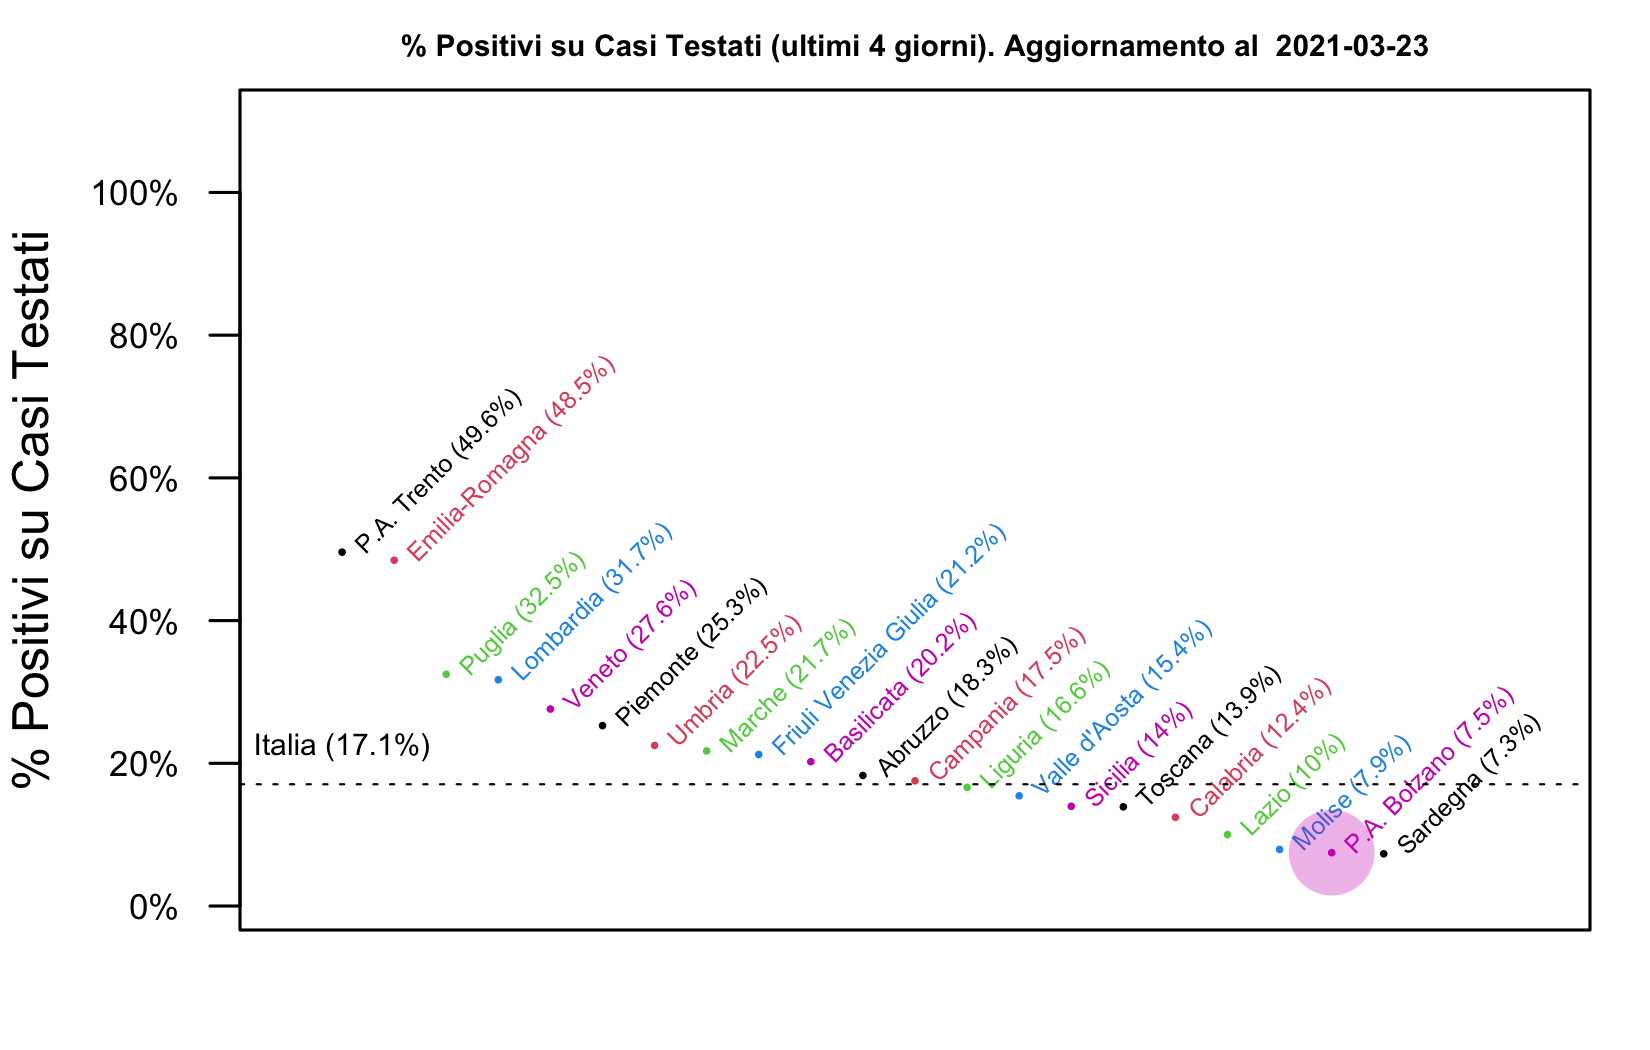 % Positivi su Casi Testati (ultimi 4 giorni). Aggiornamento al  2021-03-23
% Positivi su Casi Testati
100%
80%
60%
40%
20%
0%
Italia (17.1%)
P.A. Trento (49.6%)
Emilia-Romagna (48.5%)
Puglia (32.5%)
Lombardia (31.7%)
Veneto (27.6%)
Piemonte (25.3%)
Umbria (22.5%)
Marche (21.7%)
Friuli Venezia Giulia (21.2%)
Basilicata (20.2%)
Abruzzo (18.3%)
Campania (17.5%)
Liguria (16.6%)
Valle d'Aosta (15.4%)
Sicilia (14%)
Toscana (13.9%)
Calabria (12.4%)
Lazio (10%)
Molise (7.9%)
P.A. Bolzano (7.5%)
Sardegna (7.3%)